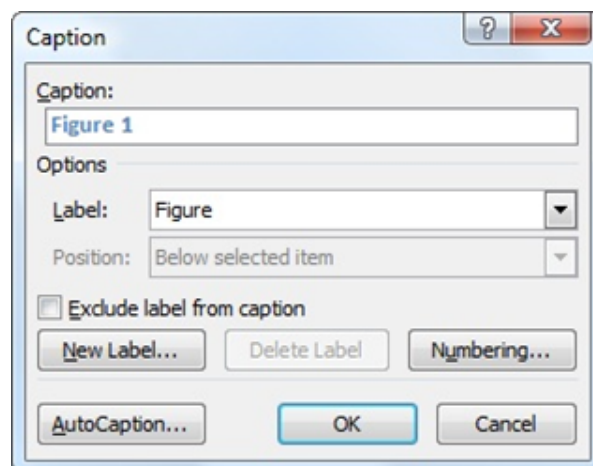 Caption
?
X
Caption:
Figure 1
Options
Label: Figure
Position: Below selected item
Exclude label from caption
New Label... Delete Label Numbering...
AutoCaption... OK Cancel